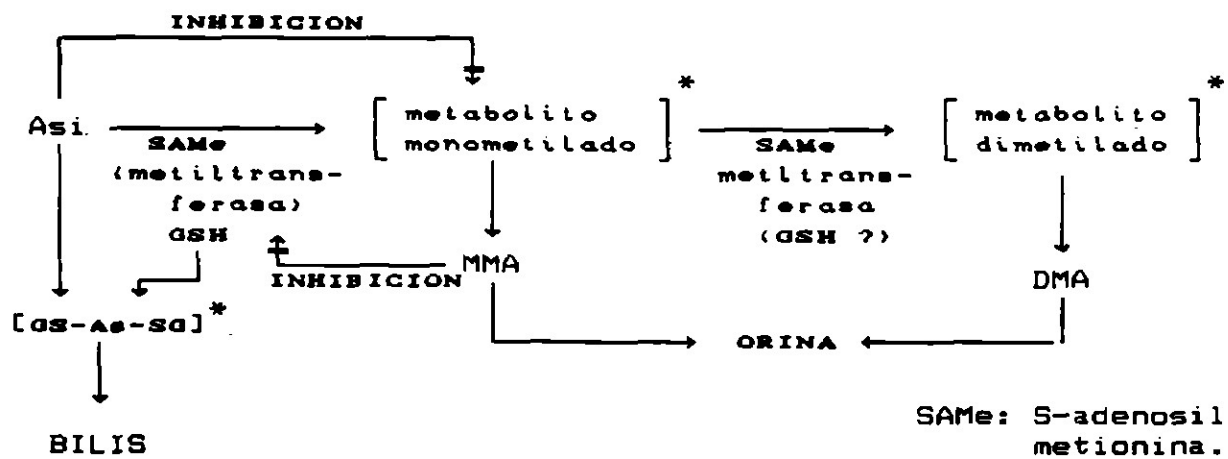 INHIBICION
*
*
Asi.
[ metabolito
monometilado ]
[ metabolito
dimetilado ]
SAMe
(metiltrans-
ferasa)
GSH
SAMe
metltrans-
ferasa
(GSH ?)
INHIBICION
MMA
DMA
[GS-As-SG]*
ORINA
BILIS
SAMe: S-adenosil
metionina.